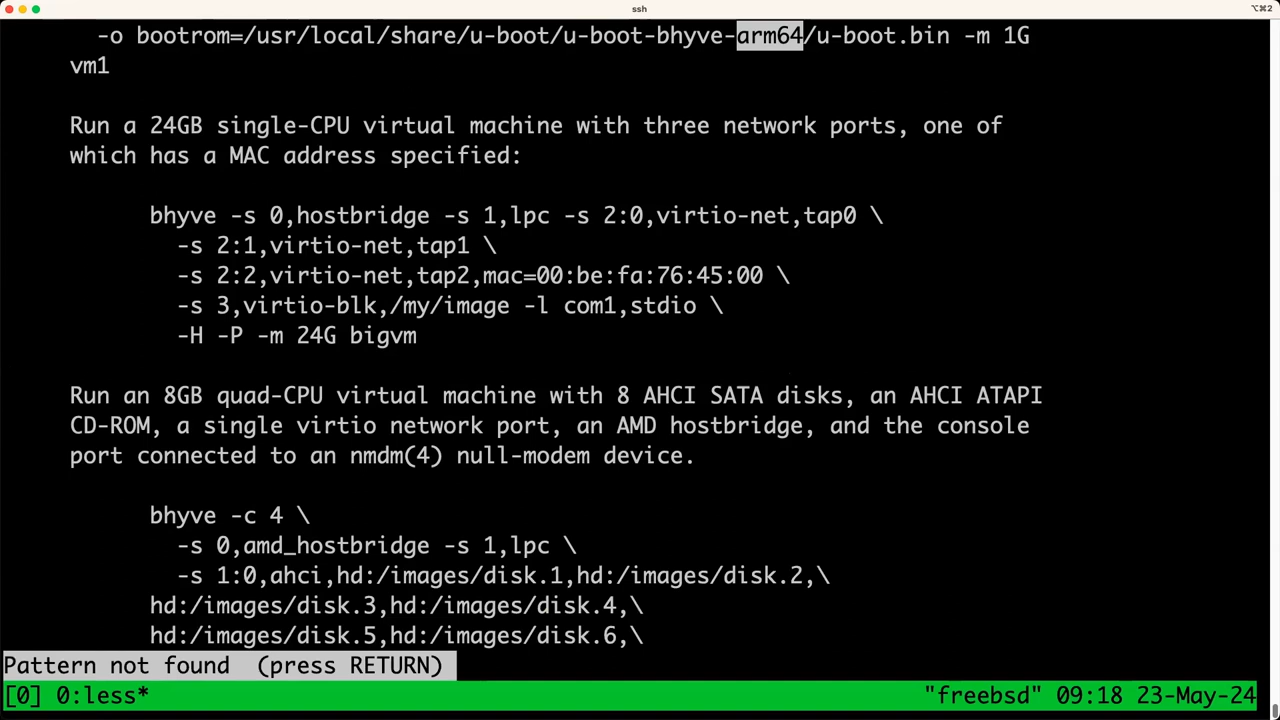 ssh
⌥⌘2
-o bootrom=/usr/local/share/u-boot/u-boot-bhyve-arm64/u-boot.bin -m 1G
vm1
Run a 24GB single-CPU virtual machine with three network ports, one of
which has a MAC address specified:
bhyve -s 0,hostbridge -s 1,lpc -s 2:0,virtio-net,tap0 \
-s 2:1,virtio-net,tap1 \
-s 2:2,virtio-net,tap2,mac=00:be:fa:76:45:00 \
-s 3,virtio-blk,/my/image -l com1,stdio \
-H -P -m 24G bigvm
Run an 8GB quad-CPU virtual machine with 8 AHCI SATA disks, an AHCI ATAPI
CD-ROM, a single virtio network port, an AMD hostbridge, and the console
port connected to an nmdm(4) null-modem device.
bhyve -c 4 \
-s 0,amd_hostbridge -s 1,lpc \
-s 1:0,ahci,hd:/images/disk.1,hd:/images/disk.2,\
hd:/images/disk.3,hd:/images/disk.4,\
hd:/images/disk.5,hd:/images/disk.6,\
Pattern not found  (press RETURN)
[0] 0:less* "freebsd" 09:18 23-May-24